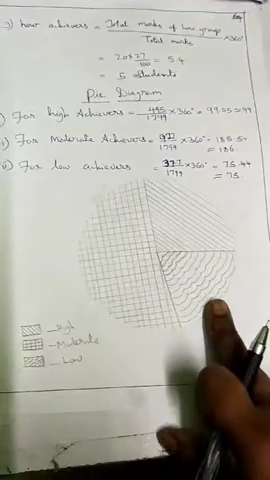 ) how achievers = Total marks of low group / Total marks × 360°
= 20 × 27 / 100 = 5.4
= 5 Students
Pie Diagram
) For high Achievers = 495 / 1799 × 360° = 99.05 ≈ 99.
ii) For Moderate Achievers = 927 / 1799 × 360° = 185.5
≈ 186.
iii) For low achievers = 377 / 1799 × 360° = 75.44
≈ 75.
— High
— Moderate
— Low